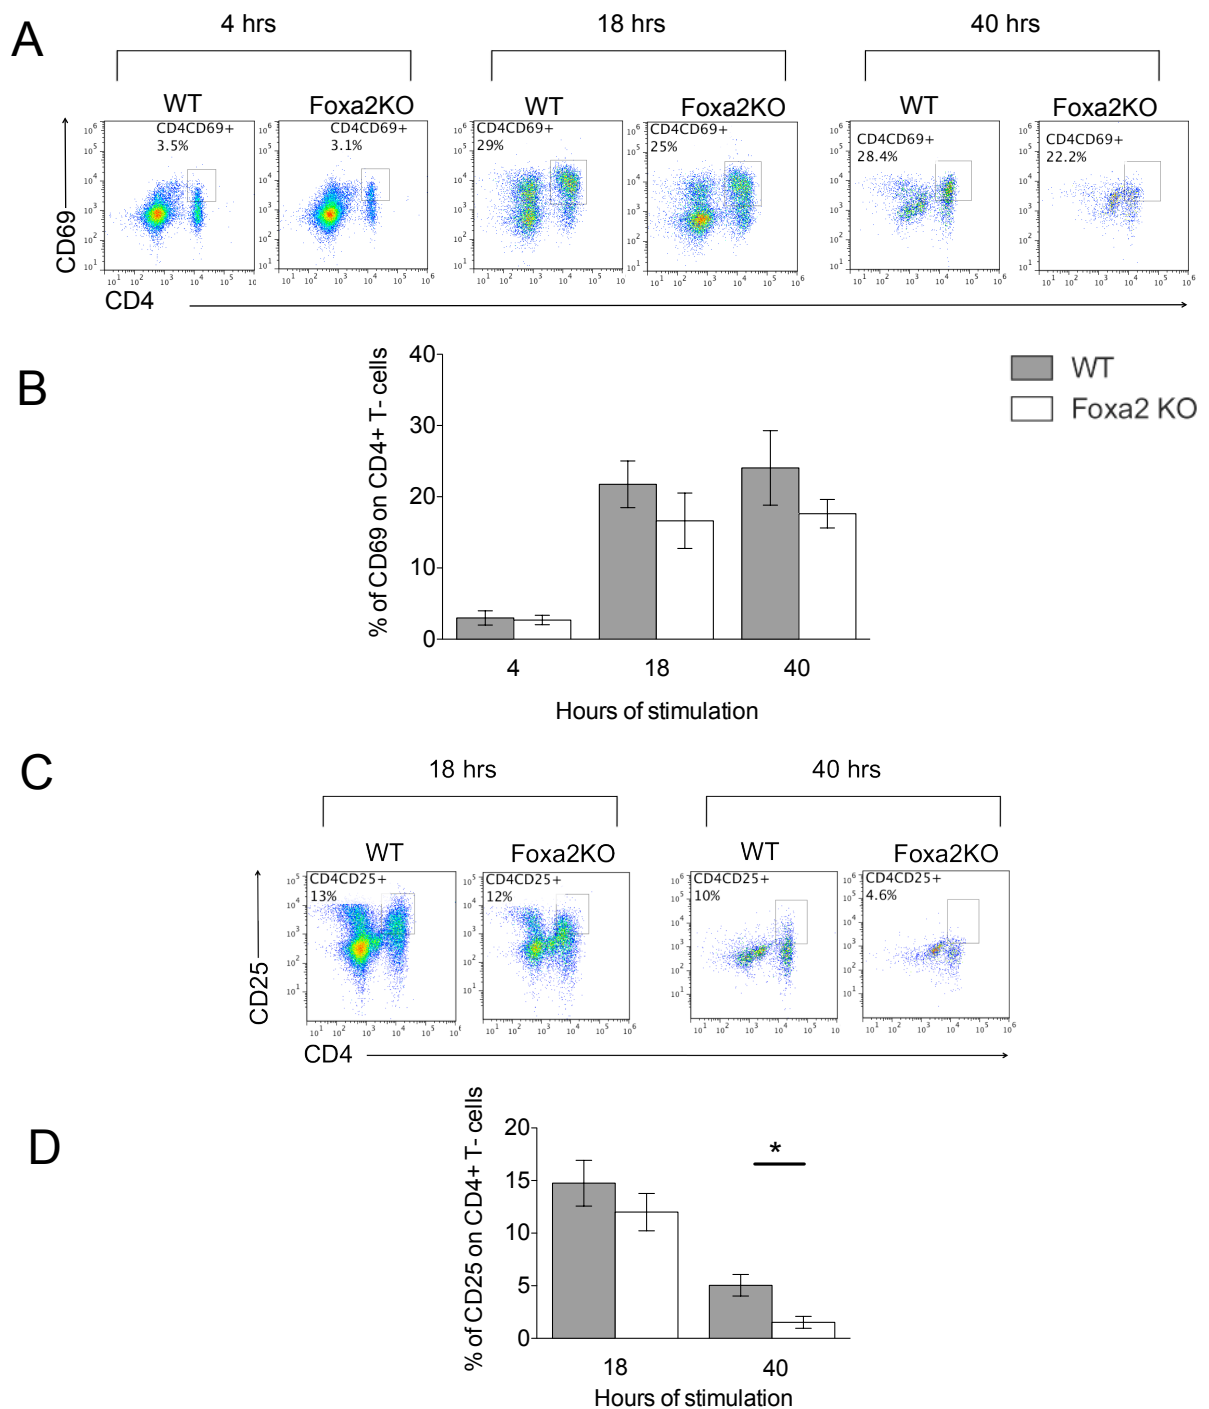 A
4 hrs
18 hrs
40 hrs
WT
Foxa2KO
WT
Foxa2KO
WT
Foxa2KO
CD4CD69+
3.5%
CD4CD69+
3.1%
CD4CD69+
29%
CD4CD69+
25%
CD4CD69+
28.4%
CD4CD69+
22.2%
CD69
CD4
B
% of CD69 on CD4+ T- cells
40
30
20
10
0
4
18
40
Hours of stimulation
WT
Foxa2 KO
C
18 hrs
40 hrs
WT
Foxa2KO
WT
Foxa2KO
CD4CD25+
13%
CD4CD25+
12%
CD4CD25+
10%
CD4CD25+
4.6%
CD25
CD4
D
% of CD25 on CD4+ T- cells
20
15
10
5
0
*
18
40
Hours of stimulation